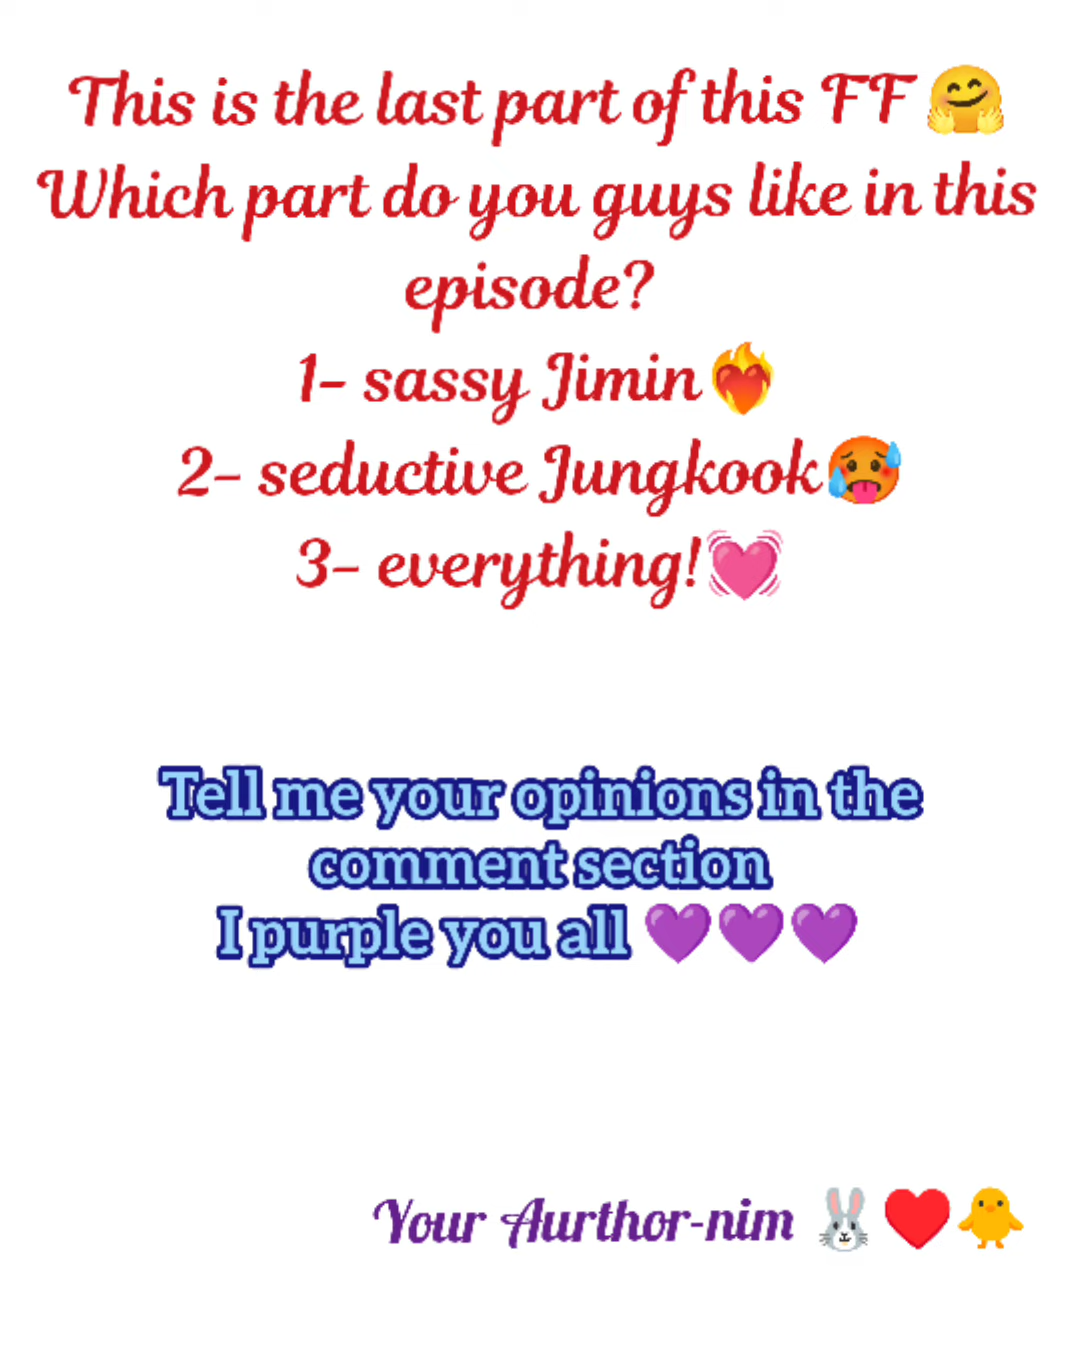 This is the last part of this FF 🤗
Which part do you guys like in this
episode?
1- sassy Jimin❤️‍🔥
2- seductive Jungkook🥵
3- everything!💓
Tell me your opinions in the
comment section
I purple you all 💜💜💜
Your Aurthor-nim 🐇❤️🐥